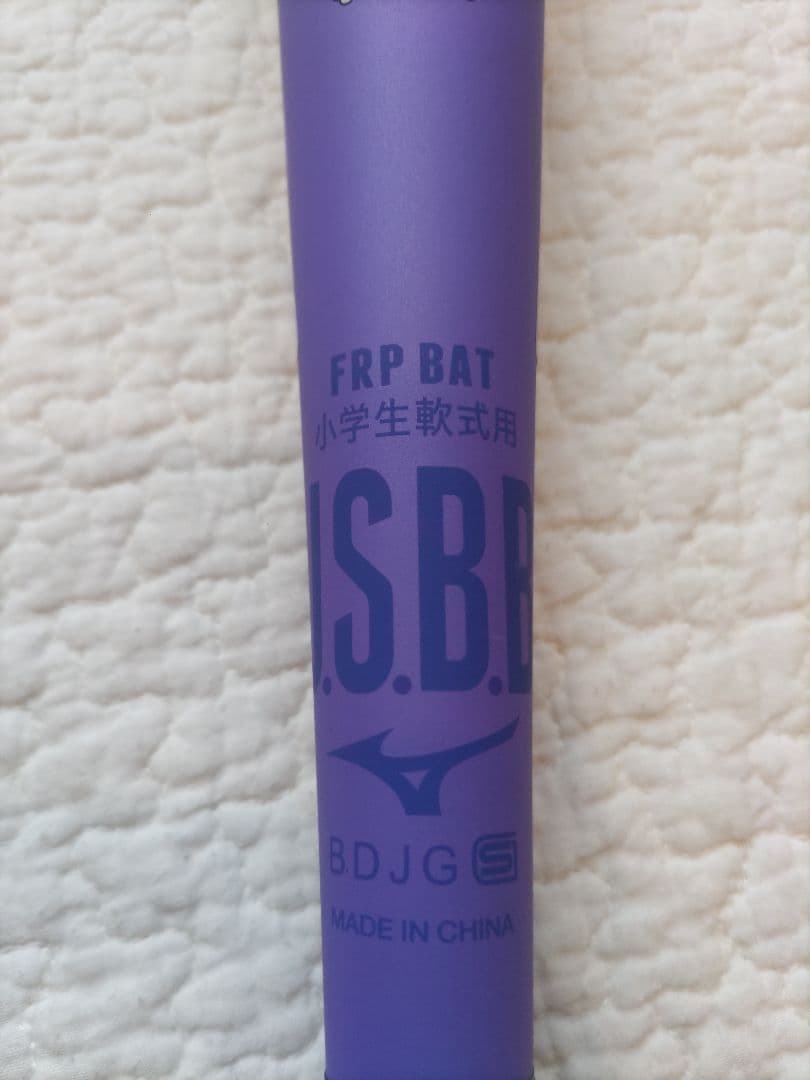 FRP BAT
小学生軟式用
J.S.B.B
BDJG S
MADE IN CHINA